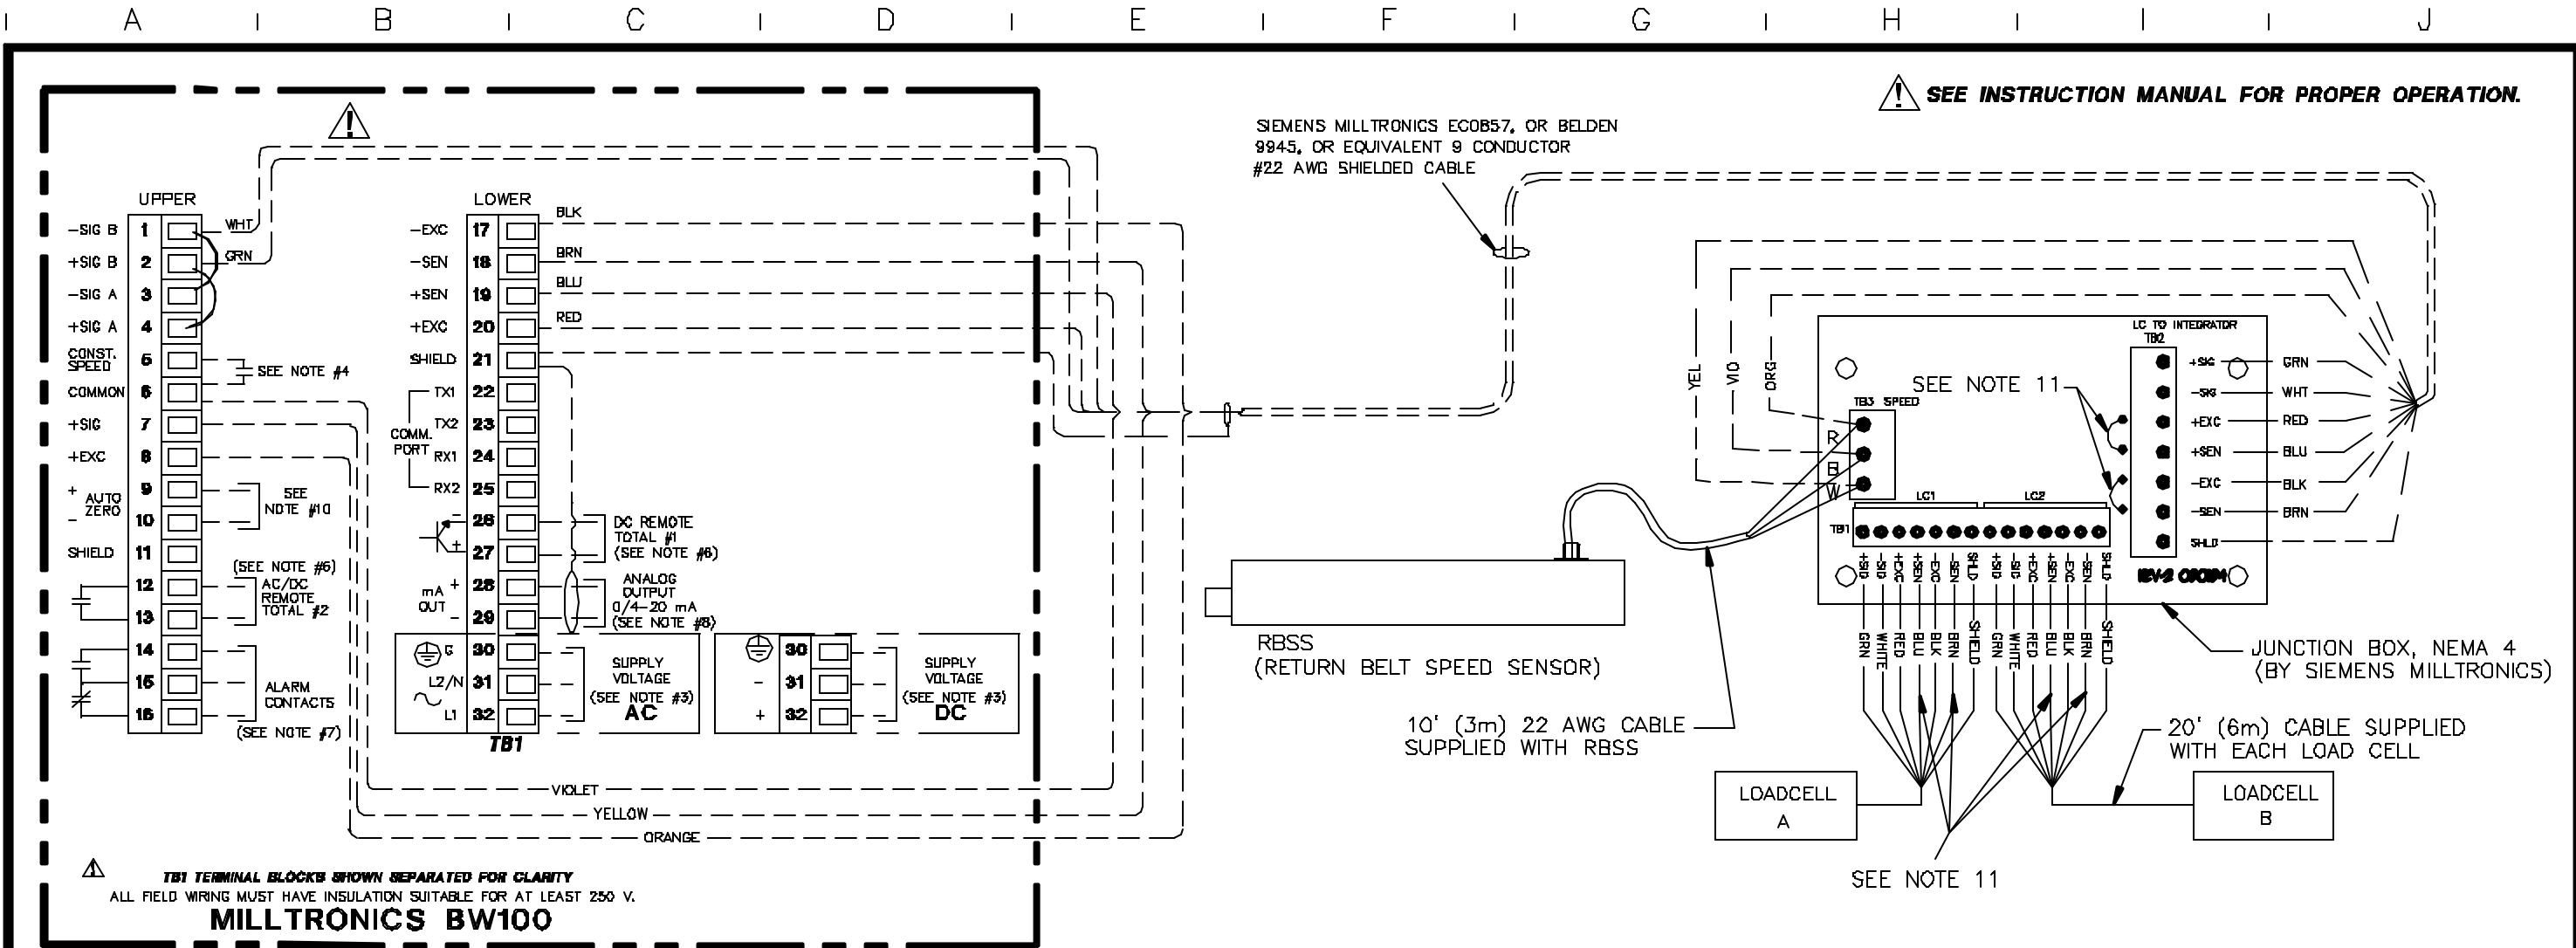 A B C D E F G H I J
SEE INSTRUCTION MANUAL FOR PROPER OPERATION.
SIEMENS MILLTRONICS EC0857, OR BELDEN
9945, OR EQUIVALENT 9 CONDUCTOR
#22 AWG SHIELDED CABLE
UPPER
-SIG B 1 WHT
+SIG B 2 GRN
-SIG A 3
+SIG A 4
CONST.
SPEED
5
SEE NOTE #4
COMMON 6
+SIG 7
+EXC 8
+
AUTO
ZERO
-
9
10
SEE
NOTE #10
SHIELD 11
(SEE NOTE #6)
AC/DC
REMOTE
TOTAL #2
12
13
14
15
16
ALARM
CONTACTS
(SEE NOTE #7)
LOWER
-EXC 17 BLK
-SEN 18 BRN
+SEN 19 BLU
+EXC 20 RED
SHIELD 21
TX1 22
TX2 23
COMM.
PORT
RX1 24
RX2 25
- 26
+ 27
DC REMOTE
TOTAL #1
(SEE NOTE #6)
mA
OUT
+ 28
- 29
ANALOG
OUTPUT
0/4-20 mA
(SEE NOTE #8)
G 30
L2/N 31
L1 32
SUPPLY
VOLTAGE
(SEE NOTE #3)
AC
TB1
30
- 31
+ 32
SUPPLY
VOLTAGE
(SEE NOTE #3)
DC
VIOLET
YELLOW
ORANGE
TB1 TERMINAL BLOCKS SHOWN SEPARATED FOR CLARITY
ALL FIELD WIRING MUST HAVE INSULATION SUITABLE FOR AT LEAST 250 V.
MILLTRONICS BW100
RBSS
(RETURN BELT SPEED SENSOR)
10' (3m) 22 AWG CABLE
SUPPLIED WITH RBSS
YEL
VIO
ORG
TB3 SPEED
R
B
W
SEE NOTE 11
LC TO INTEGRATOR
TB2
+SIG GRN
-SIG WHT
+EXC RED
+SEN BLU
-EXC BLK
-SEN BRN
SHLD
LC1 LC2
TB1
+SIG -SIG +EXC +SEN -EXC -SEN SHLD +SIG -SIG +EXC +SEN -EXC -SEN SHLD
GRN WHITE RED BLU BLK BRN SHIELD GRN WHITE RED BLU BLK BRN SHIELD
JUNCTION BOX, NEMA 4
(BY SIEMENS MILLTRONICS)
20' (6m) CABLE SUPPLIED
WITH EACH LOAD CELL
LOADCELL
A
LOADCELL
B
SEE NOTE 11